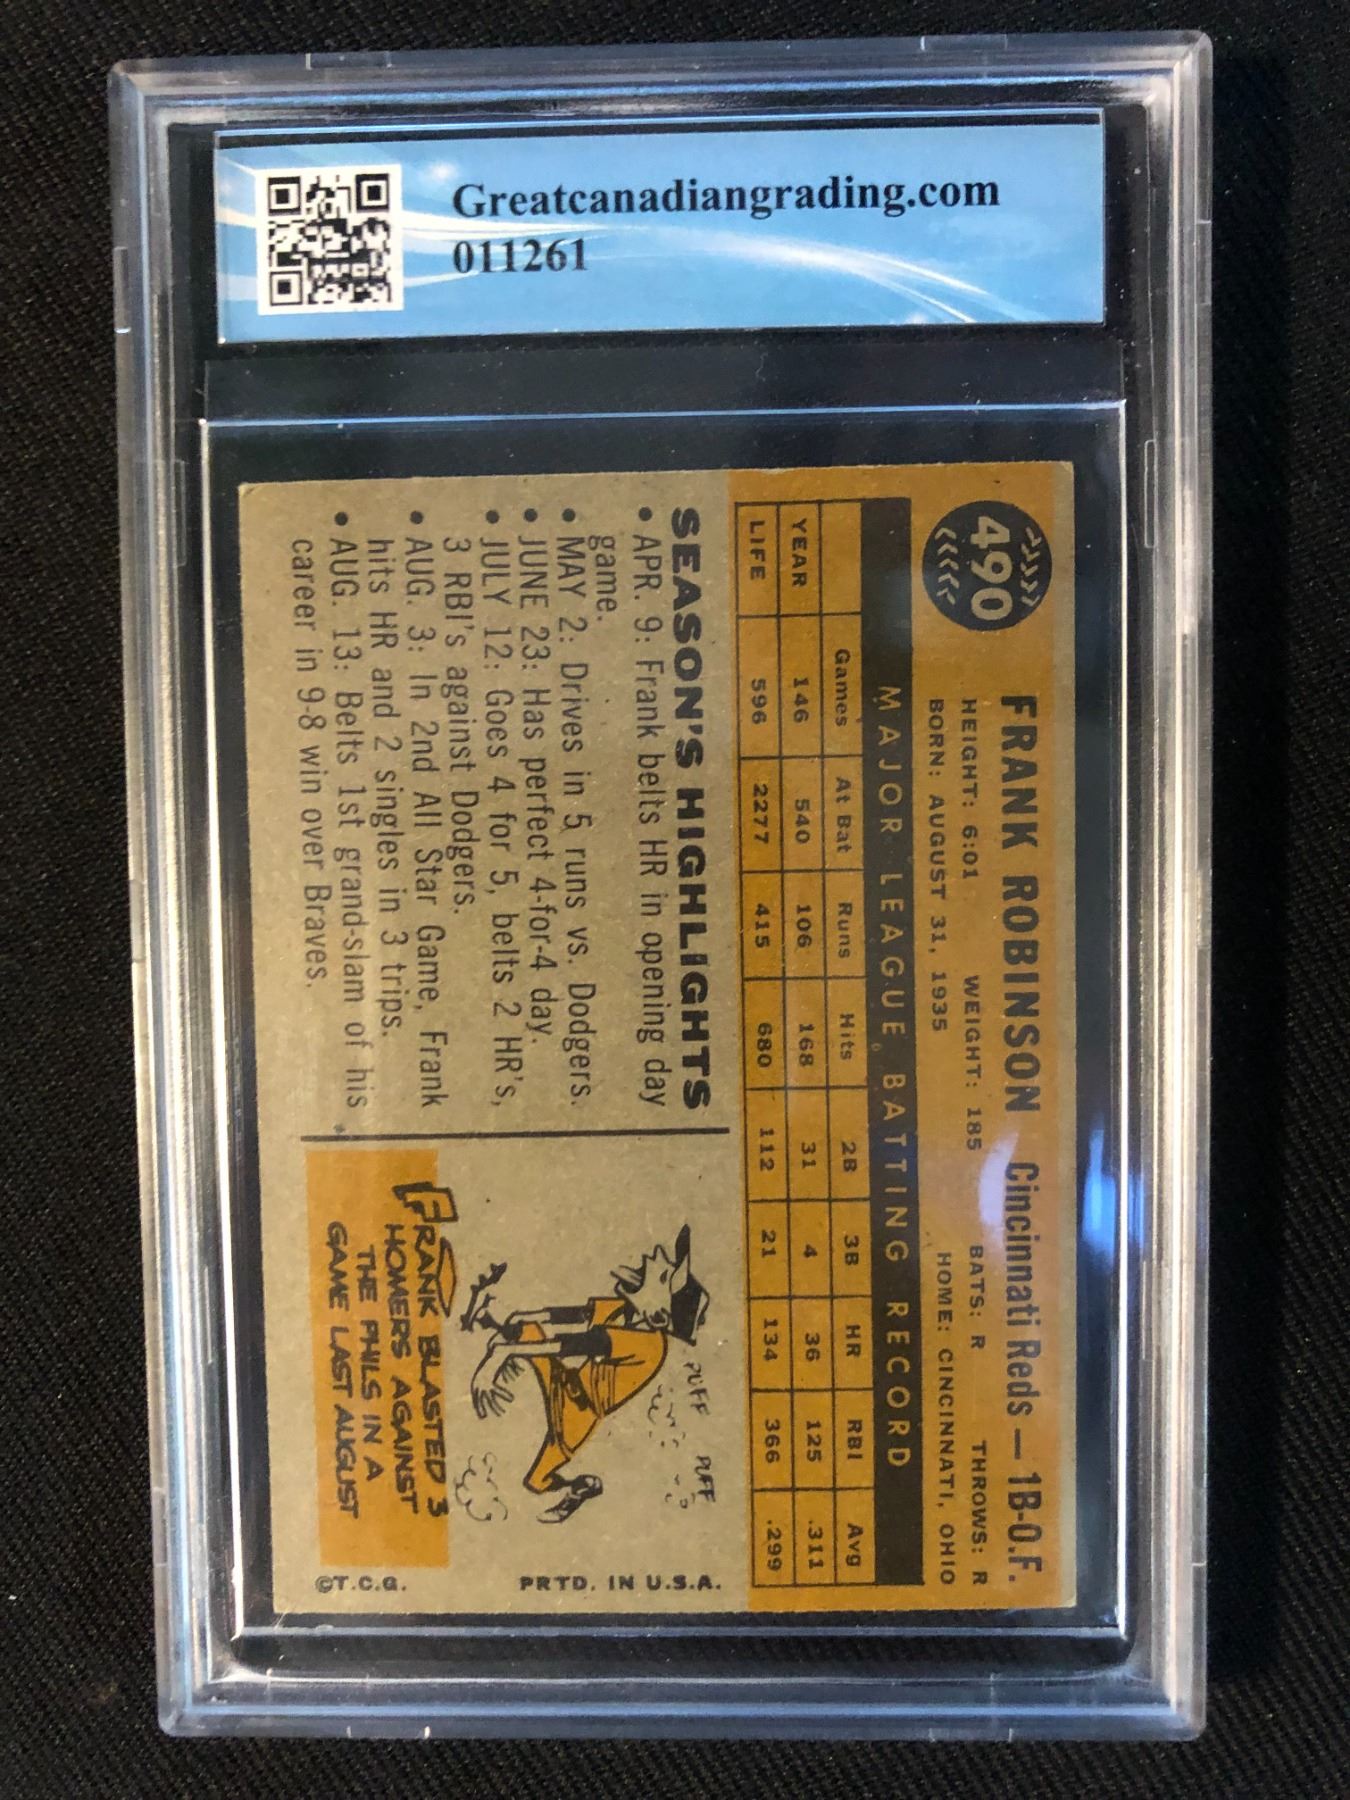 Greatcanadiangrading.com
011261
490
FRANK ROBINSON Cincinnati Reds — 1B-O.F.
HEIGHT: 6:01 WEIGHT: 185 BATS: R THROWS: R
BORN: AUGUST 31, 1935 HOME: CINCINNATI, OHIO
MAJOR LEAGUE BATTING RECORD
Games At Bat Runs Hits 2B 3B HR RBI Avg
YEAR 146 540 106 168 31 4 36 125 .311
LIFE 596 2277 415 680 112 21 134 366 .299
SEASON'S HIGHLIGHTS
• APR. 9: Frank belts HR in opening day
game.
• MAY 2: Drives in 5 runs vs. Dodgers.
• JUNE 23: Has perfect 4-for-4 day.
• JULY 12: Goes 4 for 5, belts 2 HR's,
3 RBI's against Dodgers.
• AUG. 3: In 2nd All Star Game, Frank
hits HR and 2 singles in 3 trips.
• AUG. 13: Belts 1st grand-slam of his
career in 9-8 win over Braves.
PUFF PUFF
FRANK BLASTED 3
HOMERS AGAINST
THE PHILS IN A
GAME LAST AUGUST
PRTD. IN U.S.A.
©T.C.G.